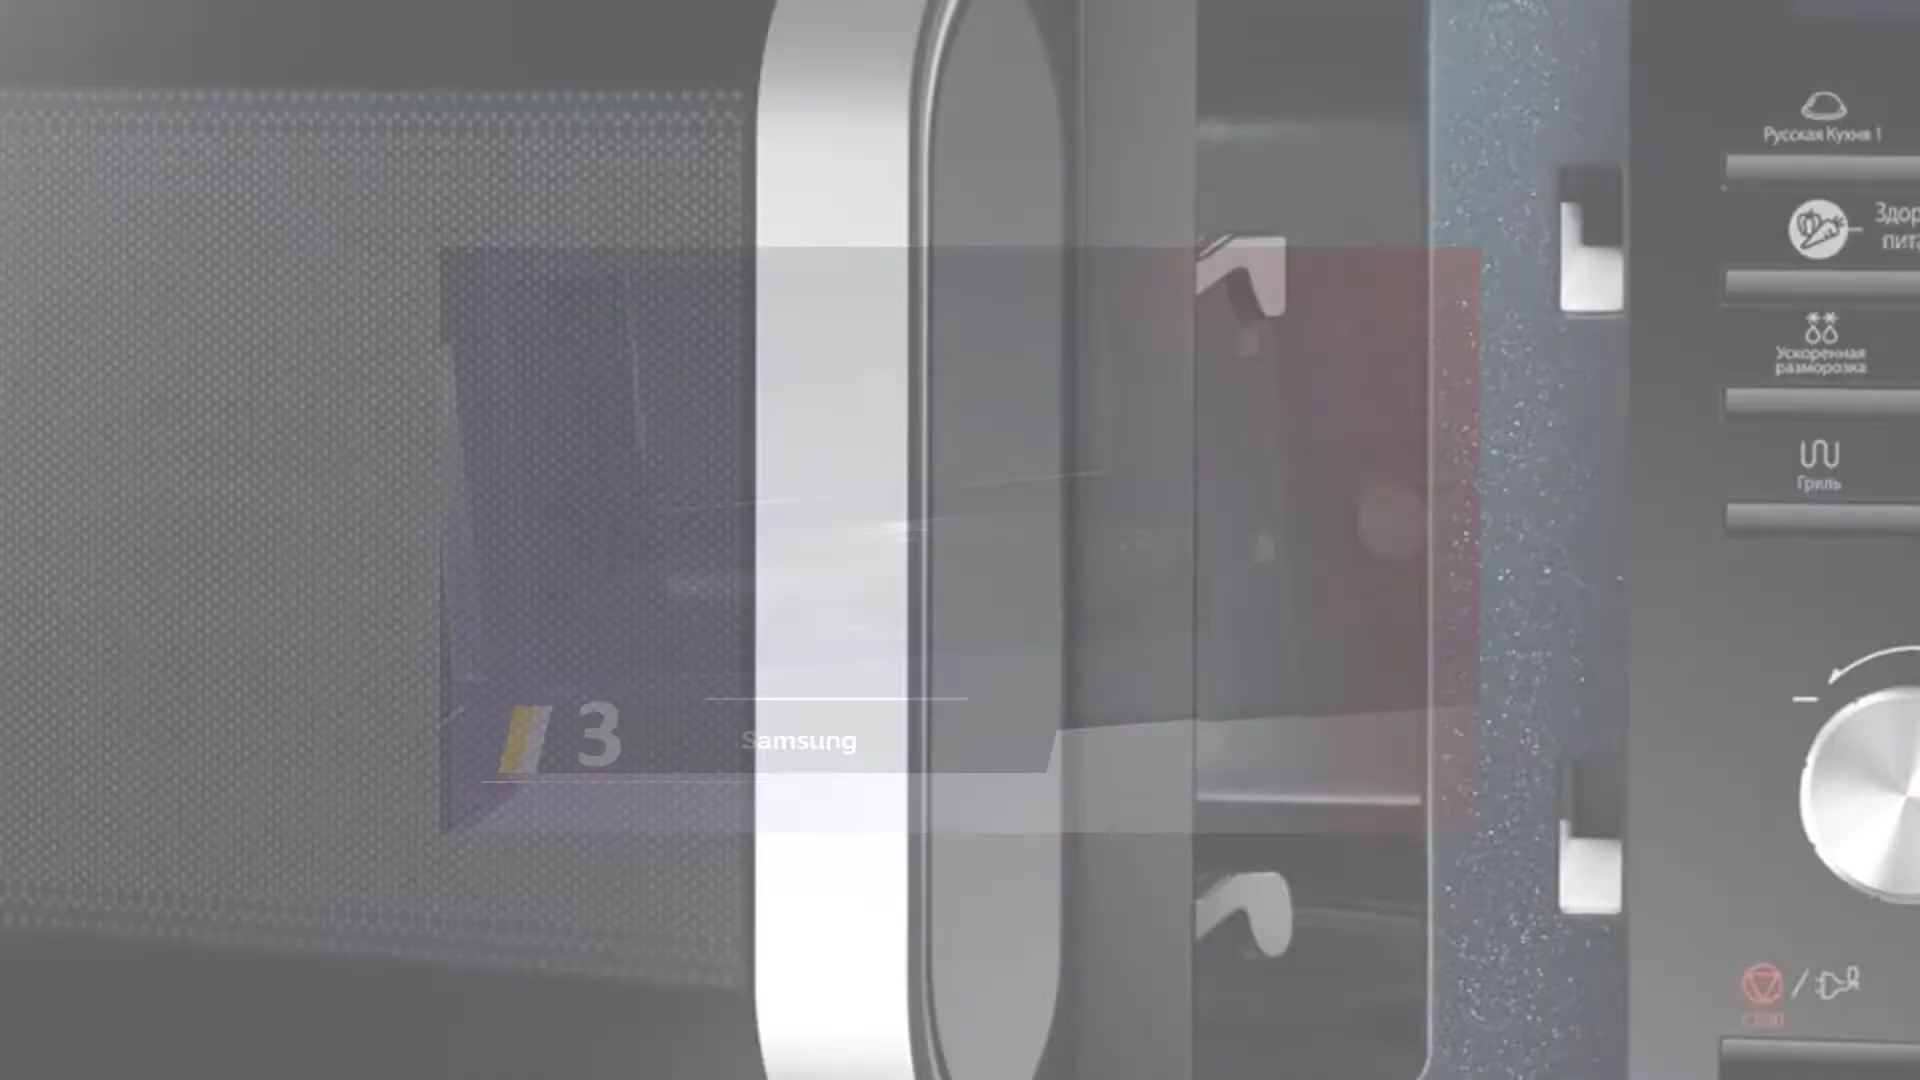 Русская Кухня 1
Здор
пита
Ускоренная
разморозка
Гриль
3
Samsung